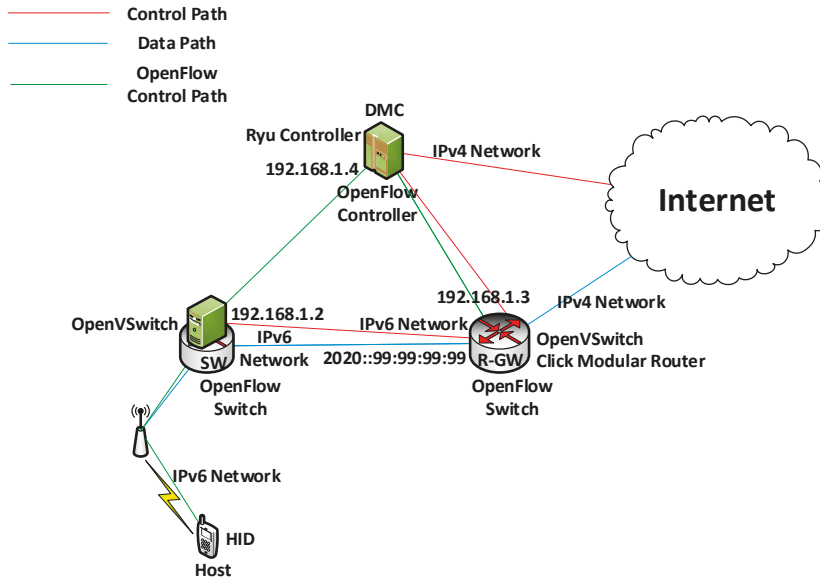 Control Path
Data Path
OpenFlow
Control Path
DMC
Ryu Controller
IPv4 Network
192.168.1.4
OpenFlow
Controller
Internet
192.168.1.3
IPv4 Network
192.168.1.2
OpenVSwitch
IPv6 Network
IPv6
Network
OpenVSwitch
Click Modular Router
SW
2020::99:99:99:99
R-GW
OpenFlow
Switch
OpenFlow
Switch
IPv6 Network
HID
Host